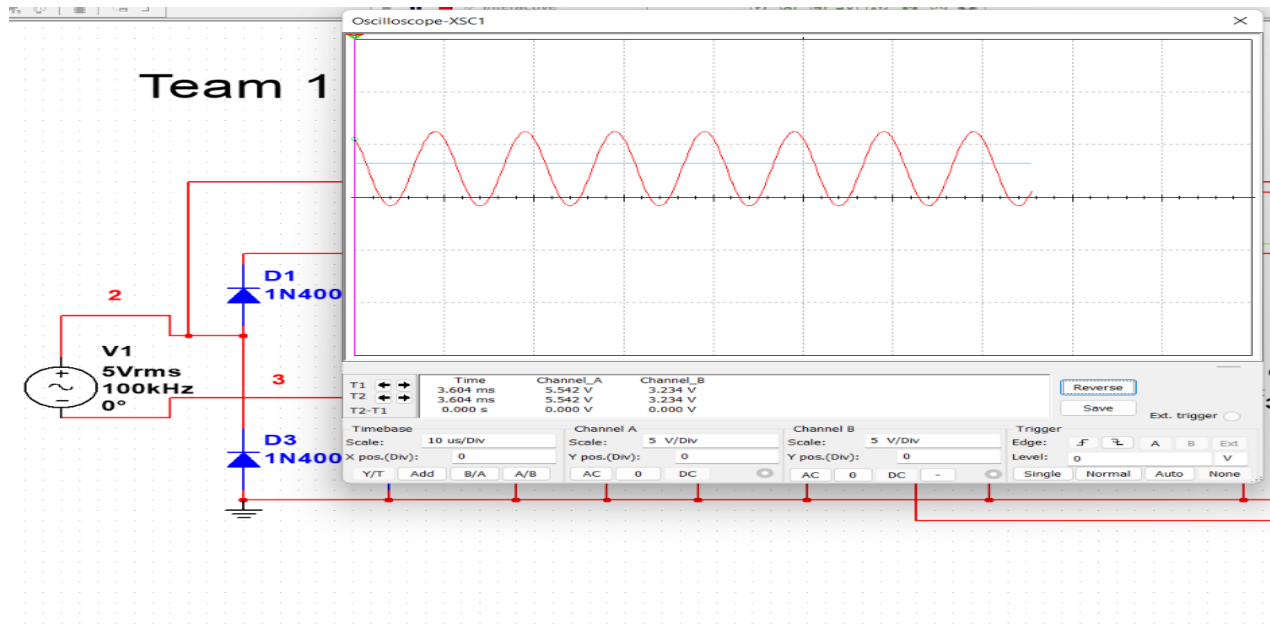 Oscilloscope-XSC1
Team 1
D1
1N400
2
V1
5Vrms
100kHz
0°
3
D3
1N400
Time Channel_A Channel_B
T1 3.604 ms 5.542 V 3.234 V
T2 3.604 ms 5.542 V 3.234 V
T2-T1 0.000 s 0.000 V 0.000 V
Reverse
Save
Ext. trigger
Timebase
Scale: 10 us/Div
X pos.(Div): 0
Y/T Add B/A A/B
Channel A
Scale: 5 V/Div
Y pos.(Div): 0
AC 0 DC
Channel B
Scale: 5 V/Div
Y pos.(Div): 0
AC 0 DC -
Trigger
Edge: A B Ext
Level: 0 V
Single Normal Auto None